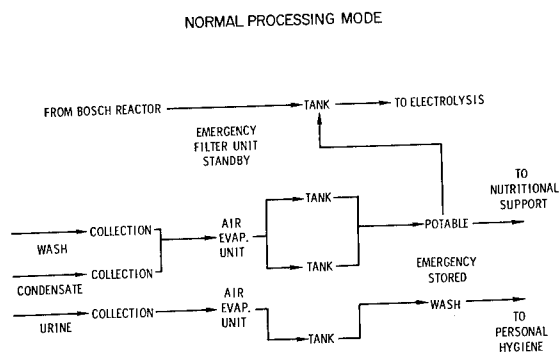 NORMAL PROCESSING MODE
FROM BOSCH REACTOR
TANK
TO ELECTROLYSIS
EMERGENCY
FILTER UNIT
STANDBY
TO
NUTRITIONAL
SUPPORT
TANK
WASH
COLLECTION
AIR
EVAP.
UNIT
POTABLE
TANK
CONDENSATE
COLLECTION
EMERGENCY
STORED
URINE
COLLECTION
AIR
EVAP.
UNIT
TANK
WASH
TO
PERSONAL
HYGIENE